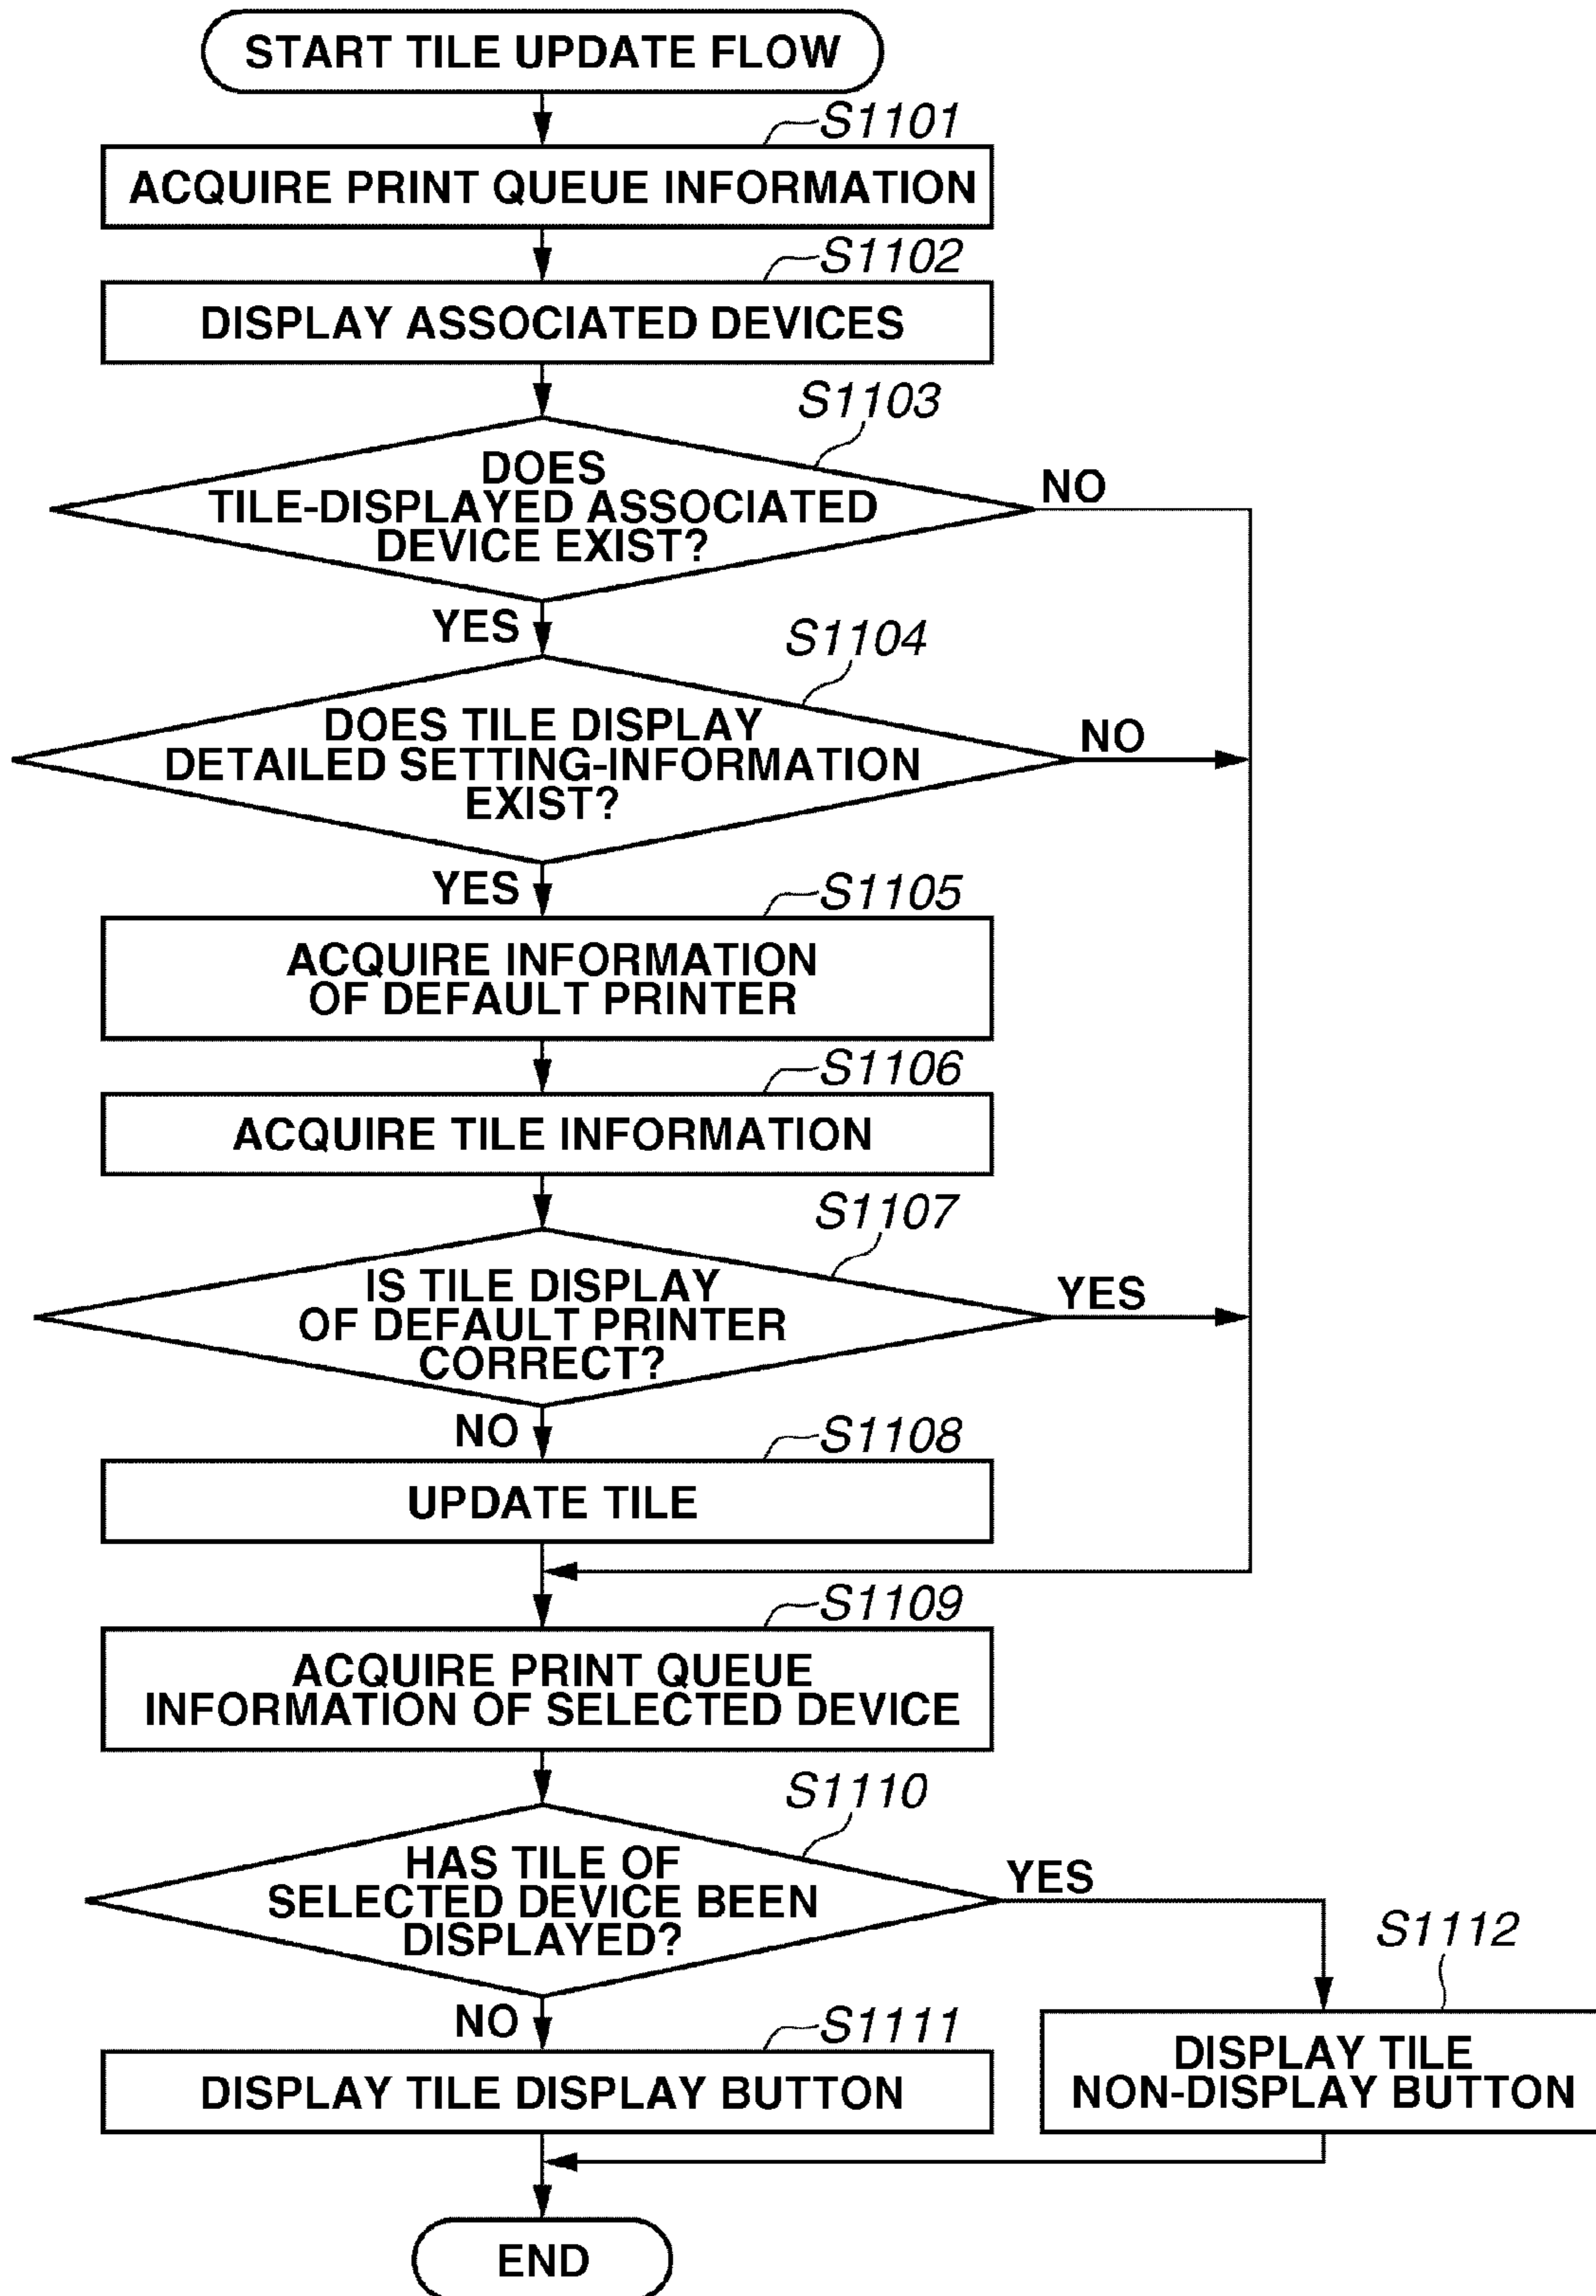 START TILE UPDATE FLOW
S1101
ACQUIRE PRINT QUEUE INFORMATION
S1102
DISPLAY ASSOCIATED DEVICES
S1103
DOES
TILE-DISPLAYED ASSOCIATED
DEVICE EXIST?
NO
YES
S1104
DOES TILE DISPLAY
DETAILED SETTING-INFORMATION
EXIST?
NO
YES
S1105
ACQUIRE INFORMATION
OF DEFAULT PRINTER
S1106
ACQUIRE TILE INFORMATION
S1107
IS TILE DISPLAY
OF DEFAULT PRINTER
CORRECT?
YES
NO
S1108
UPDATE TILE
S1109
ACQUIRE PRINT QUEUE
INFORMATION OF SELECTED DEVICE
S1110
HAS TILE OF
SELECTED DEVICE BEEN
DISPLAYED?
YES
S1112
DISPLAY TILE
NON-DISPLAY BUTTON
NO
S1111
DISPLAY TILE DISPLAY BUTTON
END